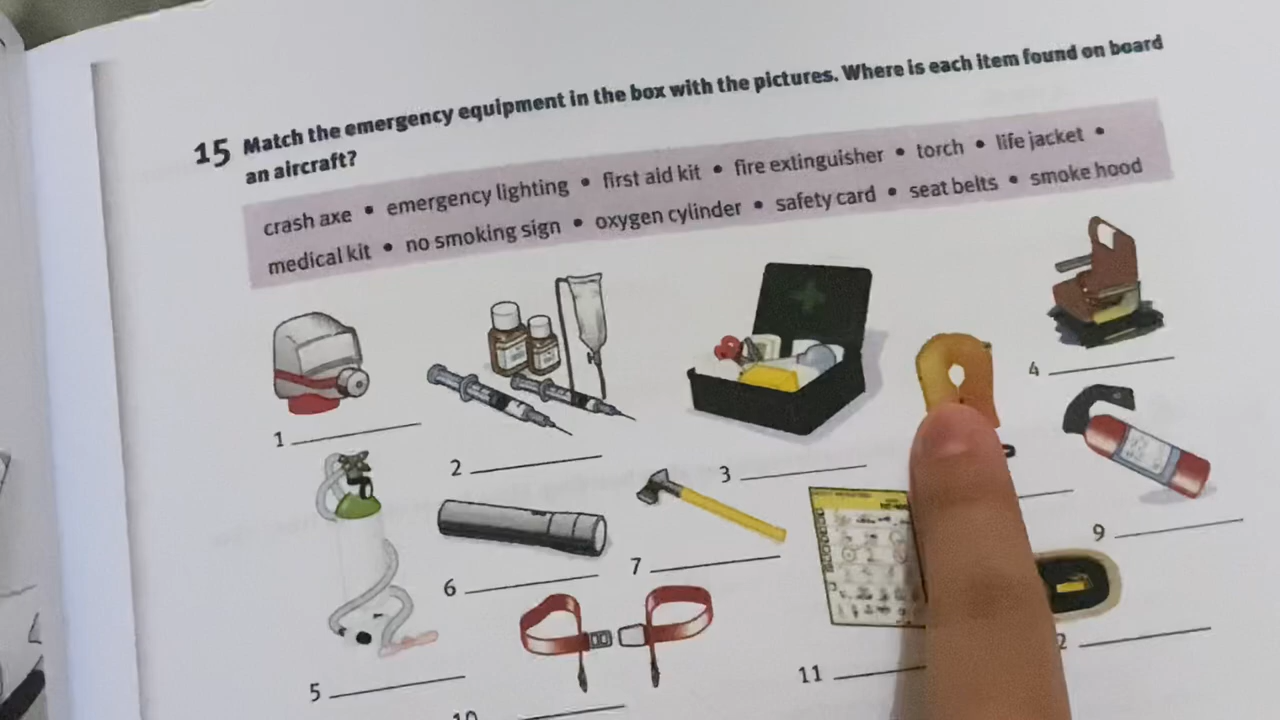 15 Match the emergency equipment in the box with the pictures. Where is each item found on board
an aircraft?
crash axe • emergency lighting • first aid kit • fire extinguisher • torch • life jacket •
medical kit • no smoking sign • oxygen cylinder • safety card • seat belts • smoke hood
1
2
3
4
5
6
7
9
10
11
2